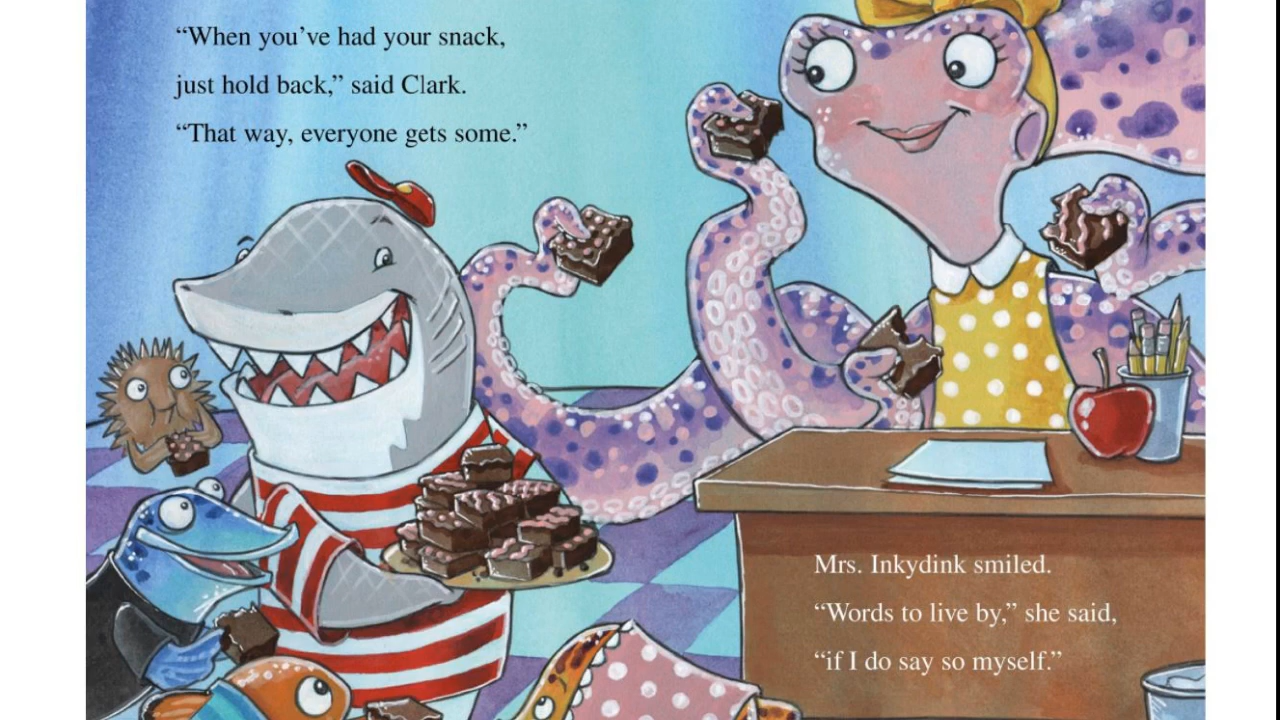 “When you’ve had your snack,
just hold back,” said Clark.
“That way, everyone gets some.”
Mrs. Inkydink smiled.
“Words to live by,” she said,
“if I do say so myself.”